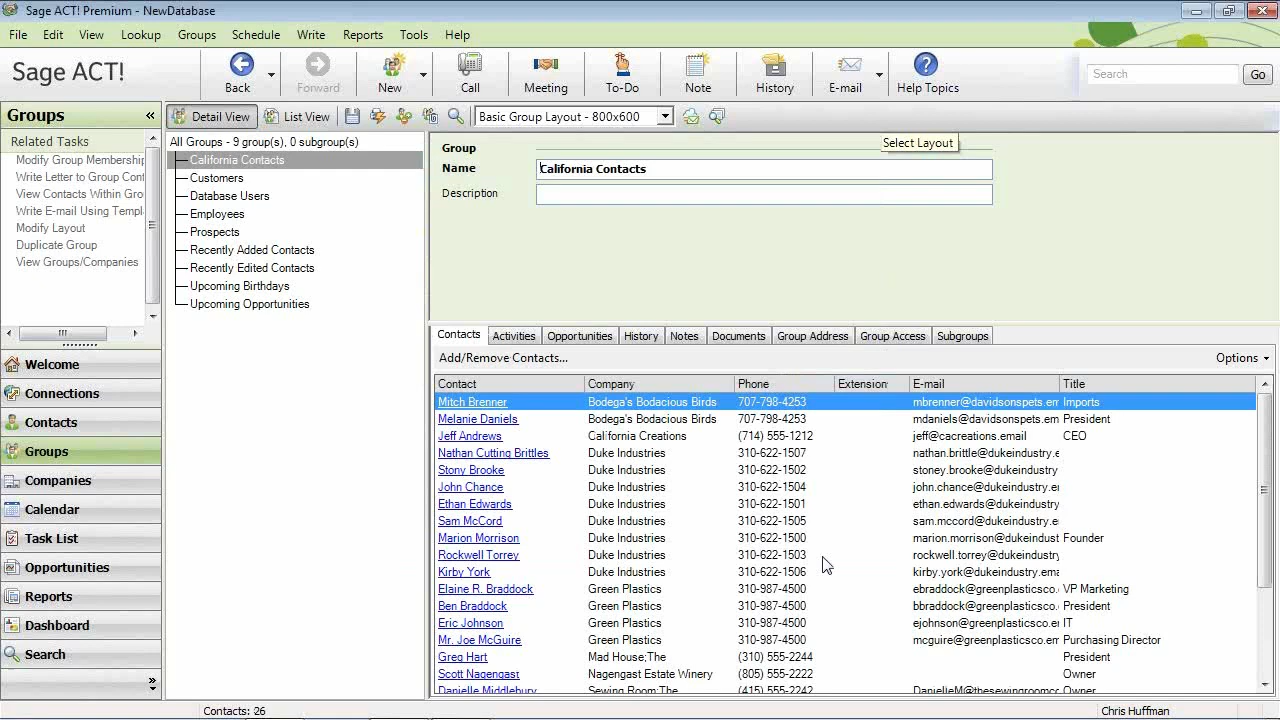 Sage ACT! Premium - NewDatabase
File Edit View Lookup Groups Schedule Write Reports Tools Help
Sage ACT!
Back Forward New Call Meeting To-Do Note History E-mail Help Topics
Search Go
Groups «
Related Tasks
Modify Group Membership
Write Letter to Group Cont
View Contacts Within Gro
Write E-mail Using Templ
Modify Layout
Duplicate Group
View Groups/Companies
Welcome
Connections
Contacts
Groups
Companies
Calendar
Task List
Opportunities
Reports
Dashboard
Search
Detail View List View Basic Group Layout - 800x600
All Groups - 9 group(s), 0 subgroup(s)
California Contacts
Customers
Database Users
Employees
Prospects
Recently Added Contacts
Recently Edited Contacts
Upcoming Birthdays
Upcoming Opportunities
Select Layout
Group
Name California Contacts
Description
Contacts Activities Opportunities History Notes Documents Group Address Group Access Subgroups
Add/Remove Contacts... Options
Contact Company Phone Extension E-mail Title
Mitch Brenner Bodega's Bodacious Birds 707-798-4253 mbrenner@davidsonspets.em Imports
Melanie Daniels Bodega's Bodacious Birds 707-798-4253 mdaniels@davidsonspets.em President
Jeff Andrews California Creations (714) 555-1212 jeff@cacreations.email CEO
Nathan Cutting Brittles Duke Industries 310-622-1507 nathan.brittle@dukeindustry.e
Stony Brooke Duke Industries 310-622-1502 stoney.brooke@dukeindustry
John Chance Duke Industries 310-622-1504 john.chance@dukeindustry.er
Ethan Edwards Duke Industries 310-622-1501 ethan.edwards@dukeindustry
Sam McCord Duke Industries 310-622-1505 sam.mccord@dukeindustry.er
Marion Morrison Duke Industries 310-622-1500 marion.morrison@dukeindust Founder
Rockwell Torrey Duke Industries 310-622-1503 rockwell.torrey@dukeindustry
Kirby York Duke Industries 310-622-1506 kirby.york@dukeindustry.ema
Elaine R. Braddock Green Plastics 310-987-4500 ebraddock@greenplasticsco. VP Marketing
Ben Braddock Green Plastics 310-987-4500 bbraddock@greenplasticsco. President
Eric Johnson Green Plastics 310-987-4500 ejohnson@greenplasticsco.e IT
Mr. Joe McGuire Green Plastics 310-987-4500 mcguire@greenplasticsco.em Purchasing Director
Greg Hart Mad House;The (310) 555-2244 President
Scott Nagengast Nagengast Estate Winery (805) 555-2222 Owner
Danielle Middlebury Sewing Room;The (415) 555-2242 DanielleM@thesewingroomcc Owner
Contacts: 26 Chris Huffman